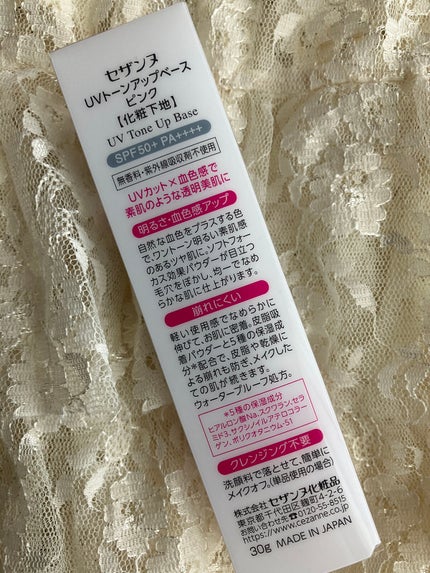 セザンヌ
UVトーンアップベース
ピンク
【化粧下地】
UV Tone Up Base
SPF50+ PA++++
無香料・紫外線吸収剤不使用
UVカット×血色感で
素肌のような透明美肌に
明るさ・血色感アップ
自然な血色をプラスする色
で、ワントーン明るい素肌感
のあるツヤ肌に。ソフトフォー
カス効果パウダーが目立つ
毛穴をぼかし、均一でなめ
らかな肌に仕上がります。
崩れにくい
軽い使用感でなめらかに
伸びて、お肌に密着。皮脂吸
着パウダーと5種の保湿成
分*配合で、皮脂や乾燥に
よる崩れも防ぎ、メイクした
ての肌が続きます。
ウォータープルーフ処方。
*5種の保湿成分
ヒアルロン酸Na、スクワラン、セラ
ミド3、サクシノイルアテロコラー
ゲン、ポリクオタニウム-51
クレンジング不要
洗顔料で落とせて、簡単に
メイクオフ。(単品使用の場合)
株式会社 セザンヌ化粧品
東京都千代田区麹町4-2-6
お問い合わせ先 0120-55-8515
https://www.cezanne.co.jp
30g MADE IN JAPAN